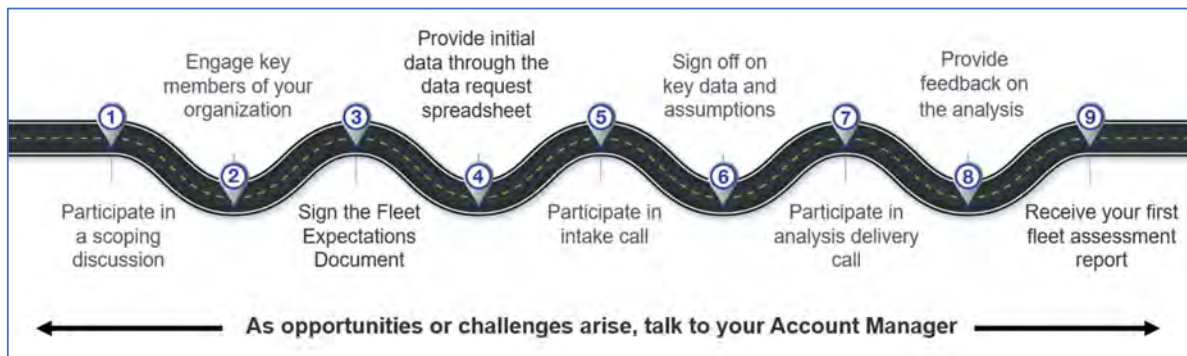 1
Participate in
a scoping
discussion
Engage key
members of your
organization
2
3
Sign the Fleet
Expectations
Document
Provide initial
data through the
data request
spreadsheet
4
5
Participate in
intake call
Sign off on
key data and
assumptions
6
7
Participate in
analysis delivery
call
Provide
feedback on
the analysis
8
9
Receive your first
fleet assessment
report
As opportunities or challenges arise, talk to your Account Manager